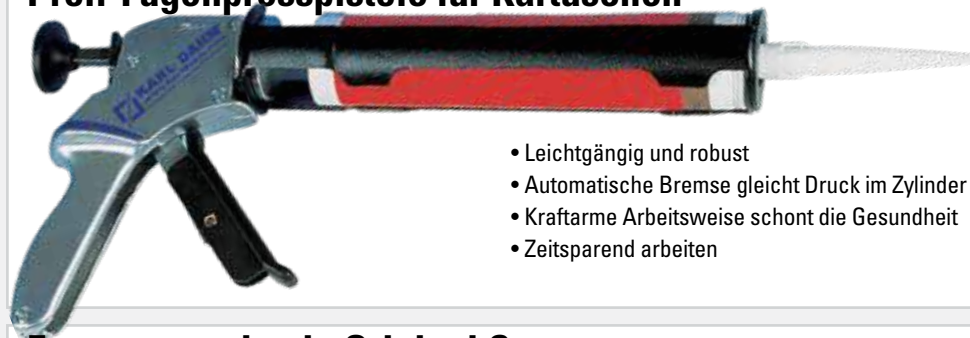 Profi-Fugenpresspistole für Kartuschen
KARL DAHM
• Leichtgängig und robust
• Automatische Bremse gleicht Druck im Zylinder
• Kraftarme Arbeitsweise schont die Gesundheit
• Zeitsparend arbeiten